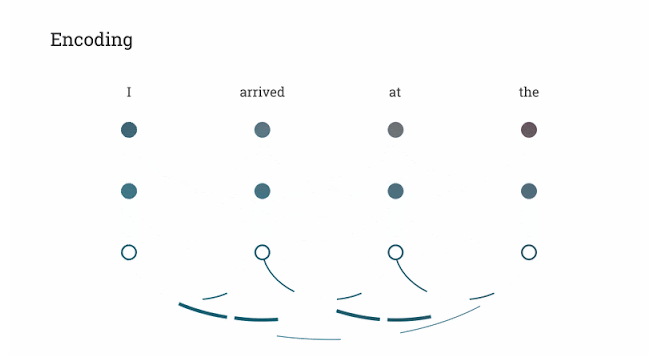 Encoding
I arrived at the